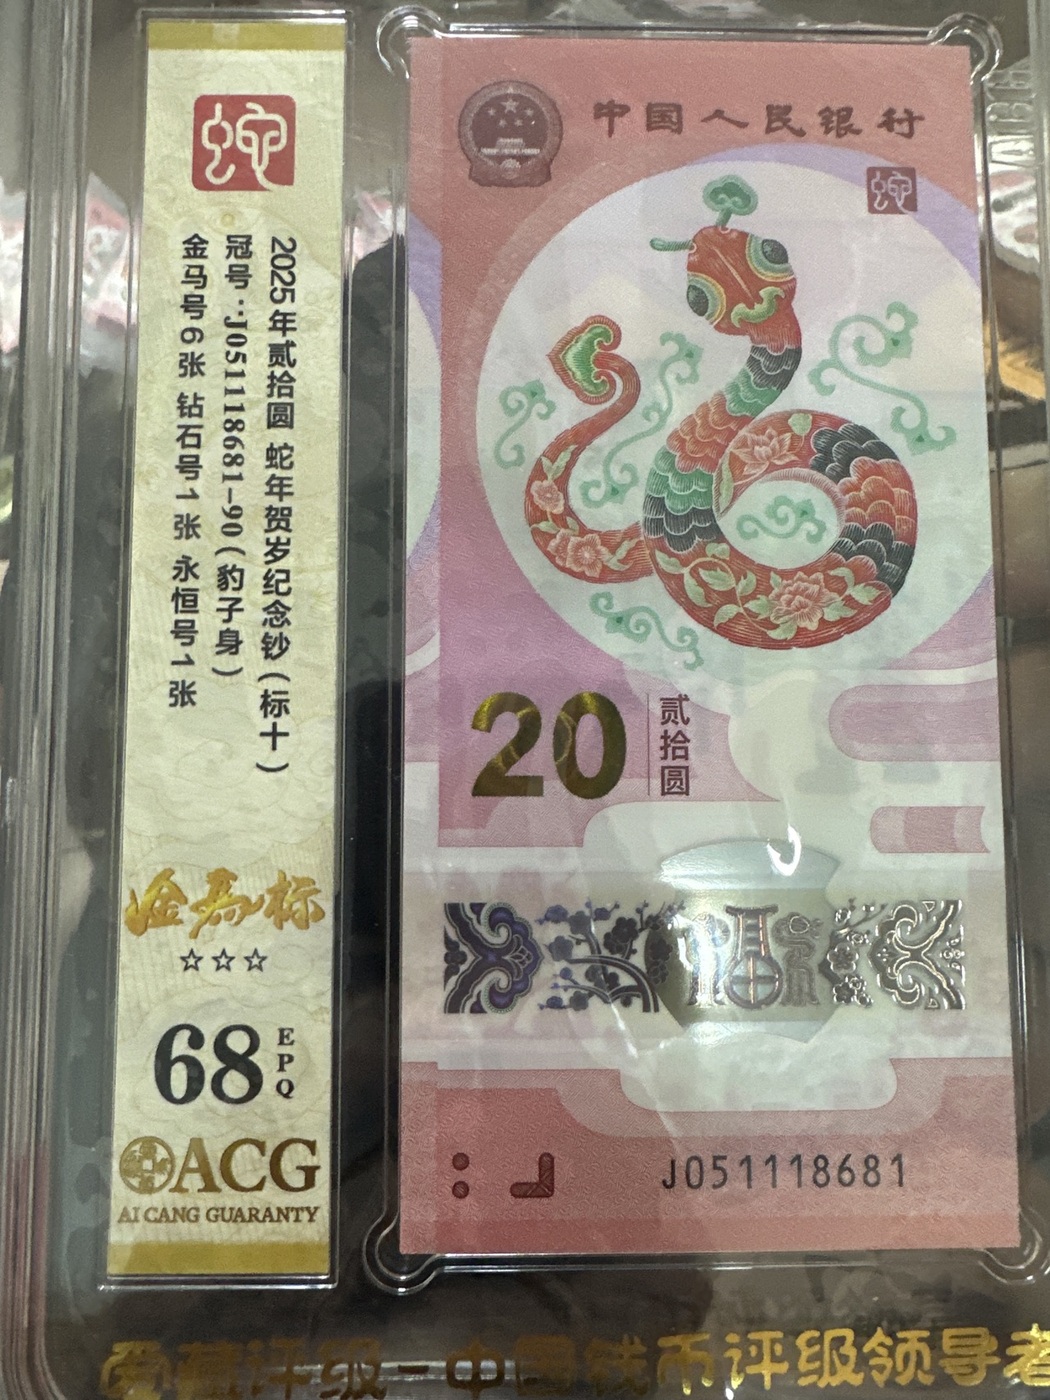 蛇
2025年贰拾圆 蛇年贺岁纪念钞（标十）
冠号：J051118681-90（豹子身）
金马号6张 钻石号1张 永恒号1张
金马标
☆☆☆
68 EPQ
ACG
AI CANG GUARANTY
中国人民银行
蛇
20 贰拾圆
J051118681
爱藏评级-中国钱币评级领导者